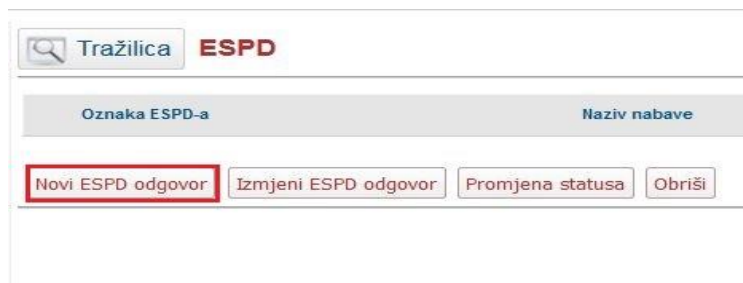 Tražilica ESPD
Oznaka ESPD-a Naziv nabave
Novi ESPD odgovor Izmjeni ESPD odgovor Promjena statusa Obriši